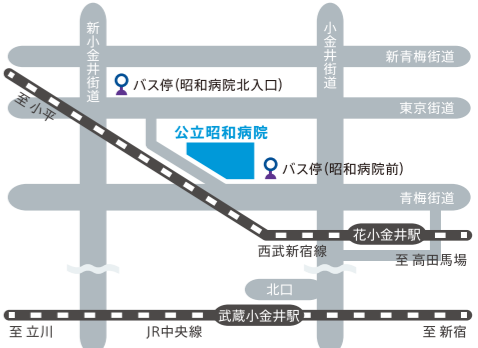 新小金井街道
小金井街道
新青梅街道
バス停(昭和病院北入口)
至 小平
東京街道
公立昭和病院
バス停(昭和病院前)
青梅街道
花小金井駅
西武新宿線
至 高田馬場
北口
武蔵小金井駅
至 立川
JR中央線
至 新宿